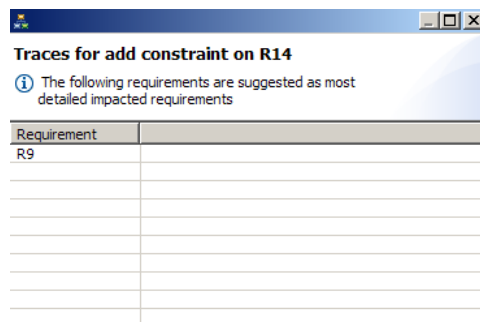 Traces for add constraint on R14
The following requirements are suggested as most
detailed impacted requirements
Requirement
R9